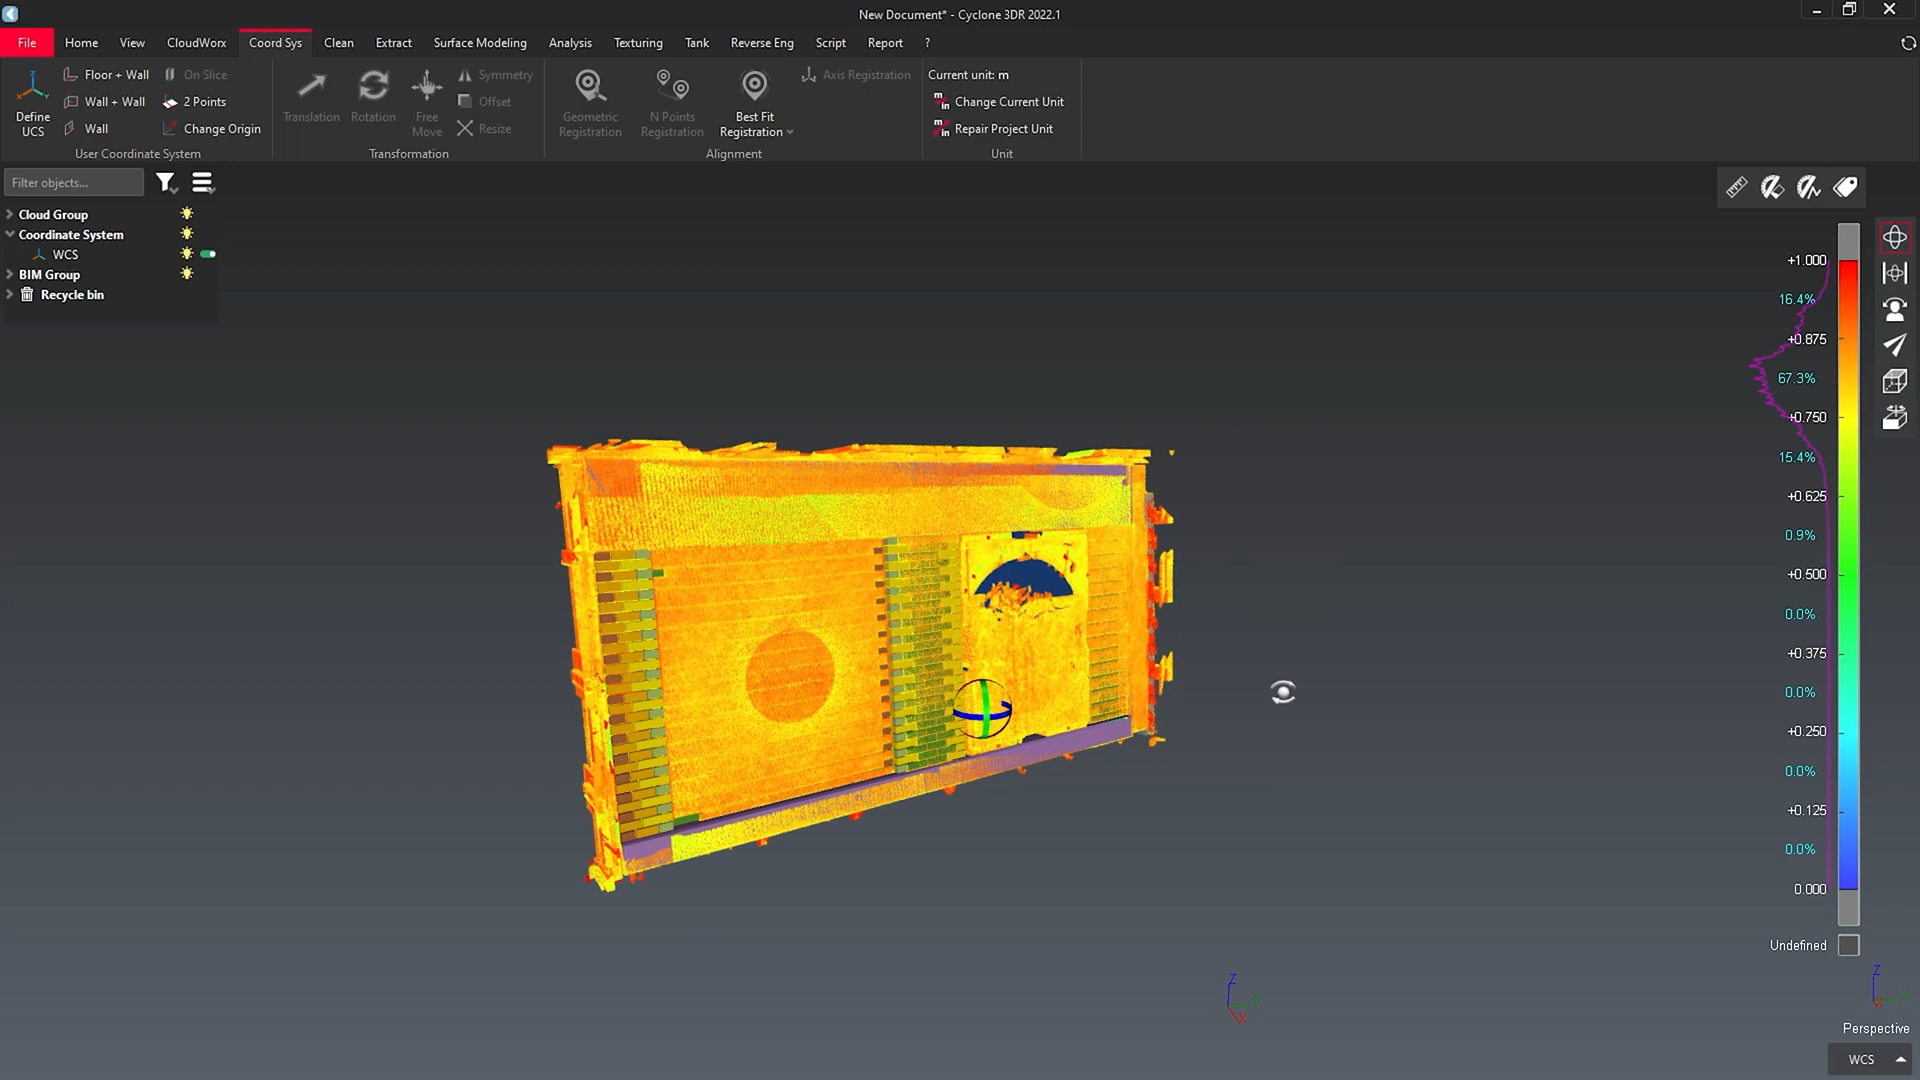 New Document* - Cyclone 3DR 2022.1
File Home View CloudWorx Coord Sys Clean Extract Surface Modeling Analysis Texturing Tank Reverse Eng Script Report ?
Define UCS
Floor + Wall
Wall + Wall
Wall
On Slice
2 Points
Change Origin
User Coordinate System
Translation
Rotation
Free Move
Symmetry
Offset
Resize
Transformation
Geometric Registration
N Points Registration
Best Fit Registration
Axis Registration
Alignment
Current unit: m
m in Change Current Unit
m in Repair Project Unit
Unit
Filter objects...
Cloud Group
Coordinate System
WCS
BIM Group
Recycle bin
+1.000
16.4%
+0.875
67.3%
+0.750
15.4%
+0.625
0.9%
+0.500
0.0%
+0.375
0.0%
+0.250
0.0%
+0.125
0.0%
0.000
Undefined
Z
Y
X
Z
Y
X
Perspective
WCS